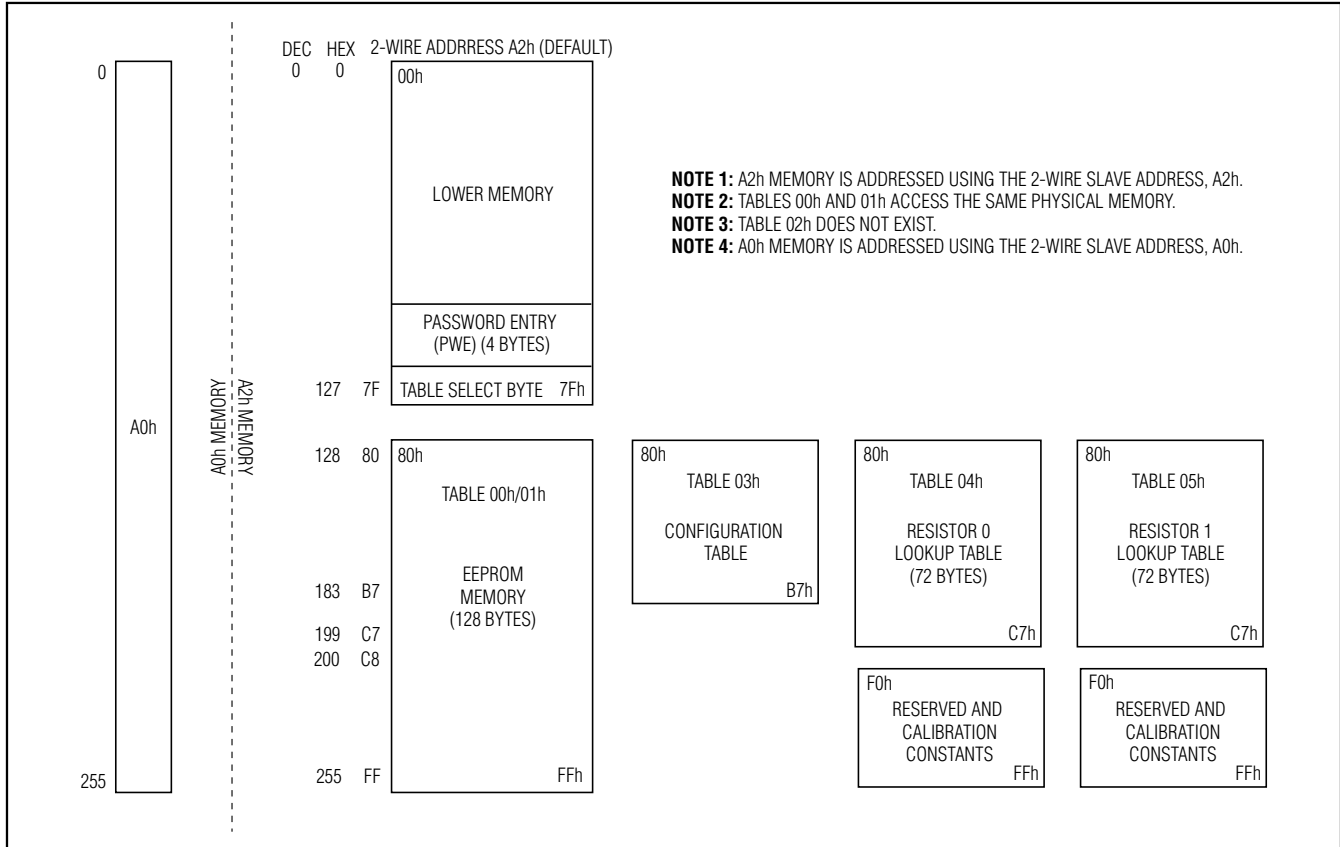 DEC HEX 2-WIRE ADDRRESS A2h (DEFAULT)
0
0 0
00h
LOWER MEMORY
NOTE 1: A2h MEMORY IS ADDRESSED USING THE 2-WIRE SLAVE ADDRESS, A2h.
NOTE 2: TABLES 00h AND 01h ACCESS THE SAME PHYSICAL MEMORY.
NOTE 3: TABLE 02h DOES NOT EXIST.
NOTE 4: A0h MEMORY IS ADDRESSED USING THE 2-WIRE SLAVE ADDRESS, A0h.
PASSWORD ENTRY
(PWE) (4 BYTES)
127 7F TABLE SELECT BYTE 7Fh
A0h
A0h MEMORY
A2h MEMORY
128 80 80h
TABLE 00h/01h
EEPROM
MEMORY
(128 BYTES)
183 B7
199 C7
200 C8
255 FF FFh
255
80h
TABLE 03h
CONFIGURATION
TABLE
B7h
80h
TABLE 04h
RESISTOR 0
LOOKUP TABLE
(72 BYTES)
C7h
80h
TABLE 05h
RESISTOR 1
LOOKUP TABLE
(72 BYTES)
C7h
F0h
RESERVED AND
CALIBRATION
CONSTANTS
FFh
F0h
RESERVED AND
CALIBRATION
CONSTANTS
FFh